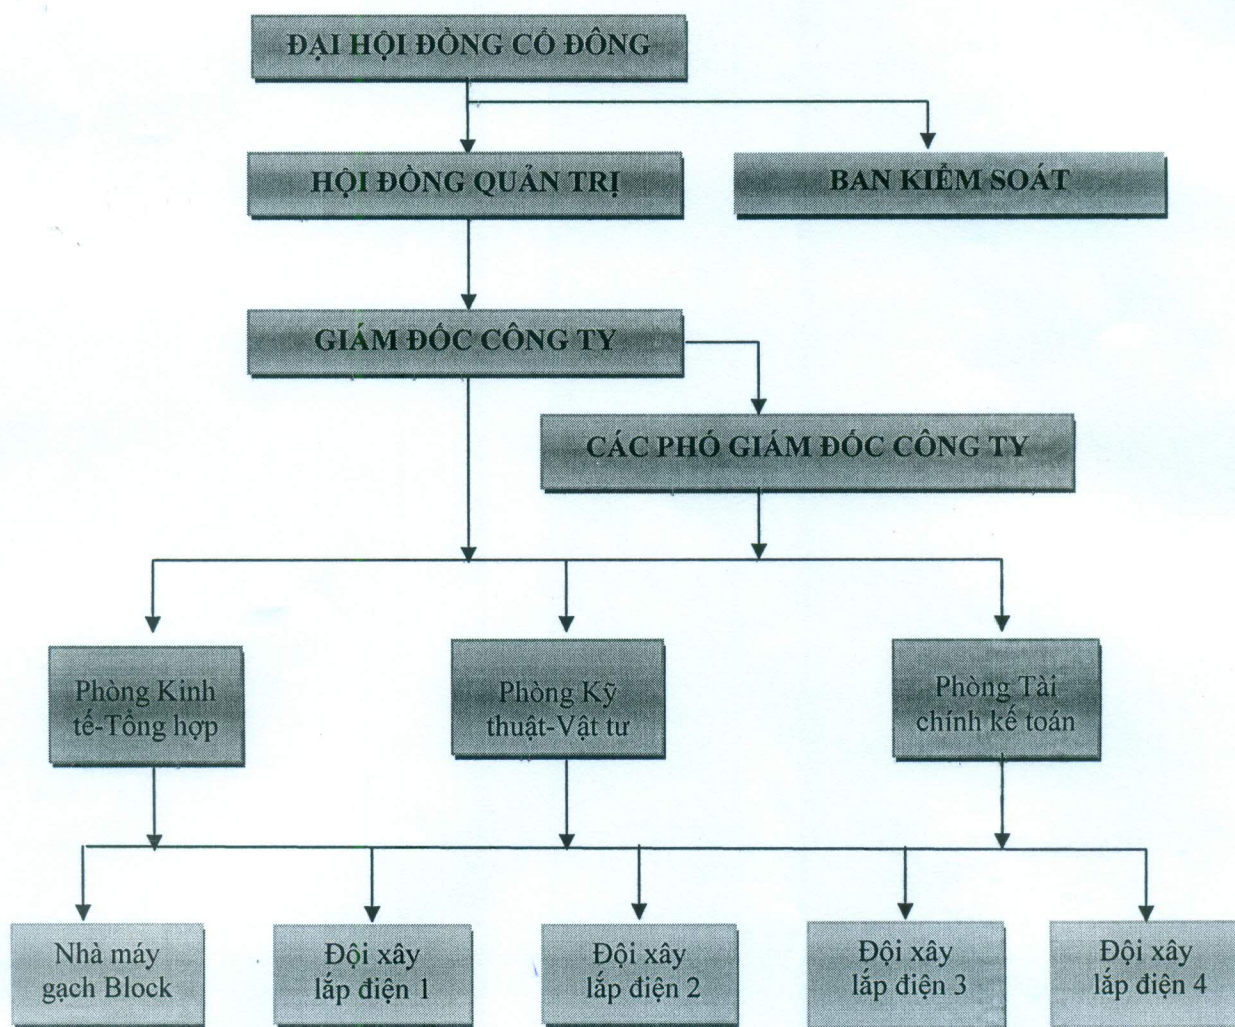 ĐẠI HỘI ĐỒNG CỔ ĐÔNG
HỘI ĐỒNG QUẢN TRỊ
BAN KIỂM SOÁT
GIÁM ĐỐC CÔNG TY
CÁC PHÓ GIÁM ĐỐC CÔNG TY
Phòng Kinh
tế-Tổng hợp
Phòng Kỹ
thuật-Vật tư
Phòng Tài
chính kế toán
Nhà máy
gạch Block
Đội xây
lắp điện 1
Đội xây
lắp điện 2
Đội xây
lắp điện 3
Đội xây
lắp điện 4